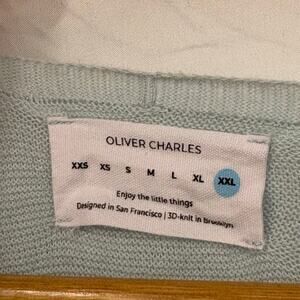 OLIVER CHARLES
XXS XS S M L XL XXL
Enjoy the little things
Designed in San Francisco | 3D-knit in Brooklyn